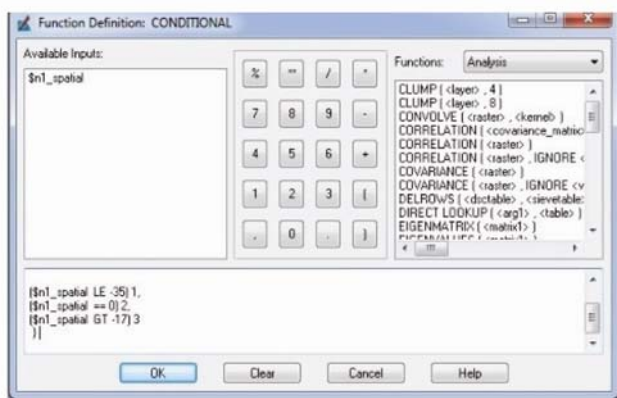 Function Definition: CONDITIONAL
Available Inputs:
$n1_spatial
% ** / *
7 8 9 -
4 5 6 +
1 2 3 (
, 0 . )
Functions: Analysis
CLUMP ( <layer> , 4 )
CLUMP ( <layer> , 8 )
CONVOLVE ( <raster> , <kernel> )
CORRELATION ( <covariance_matrix
CORRELATION ( <raster> )
CORRELATION ( <raster> , IGNORE <
COVARIANCE ( <raster> )
COVARIANCE ( <raster> , IGNORE <v
DELROWS ( <dsctable> , <sievetable>
DIRECT LOOKUP ( <arg1> , <table> )
EIGENMATRIX ( <matrix1> )
EIGENVALUES ( <matrix1>
($n1_spatial LE -35) 1,
($n1_spatial == 0) 2,
($n1_spatial GT -17) 3
)
OK Clear Cancel Help